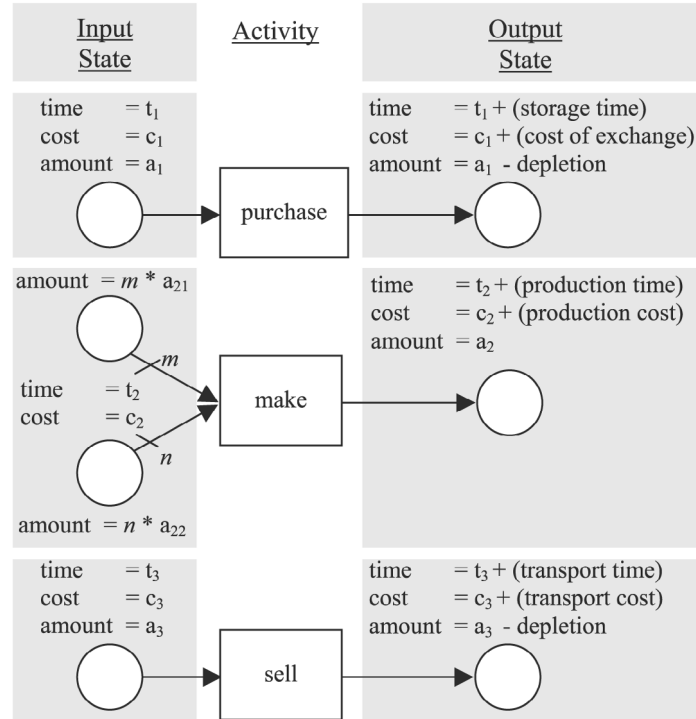 Input
State
Activity
Output
State
time = t₁
cost = c₁
amount = a₁
purchase
time = t₁ + (storage time)
cost = c₁ + (cost of exchange)
amount = a₁ - depletion
amount = m * a₂₁
m
time = t₂
cost = c₂
n
amount = n * a₂₂
make
time = t₂ + (production time)
cost = c₂ + (production cost)
amount = a₂
time = t₃
cost = c₃
amount = a₃
sell
time = t₃ + (transport time)
cost = c₃ + (transport cost)
amount = a₃ - depletion